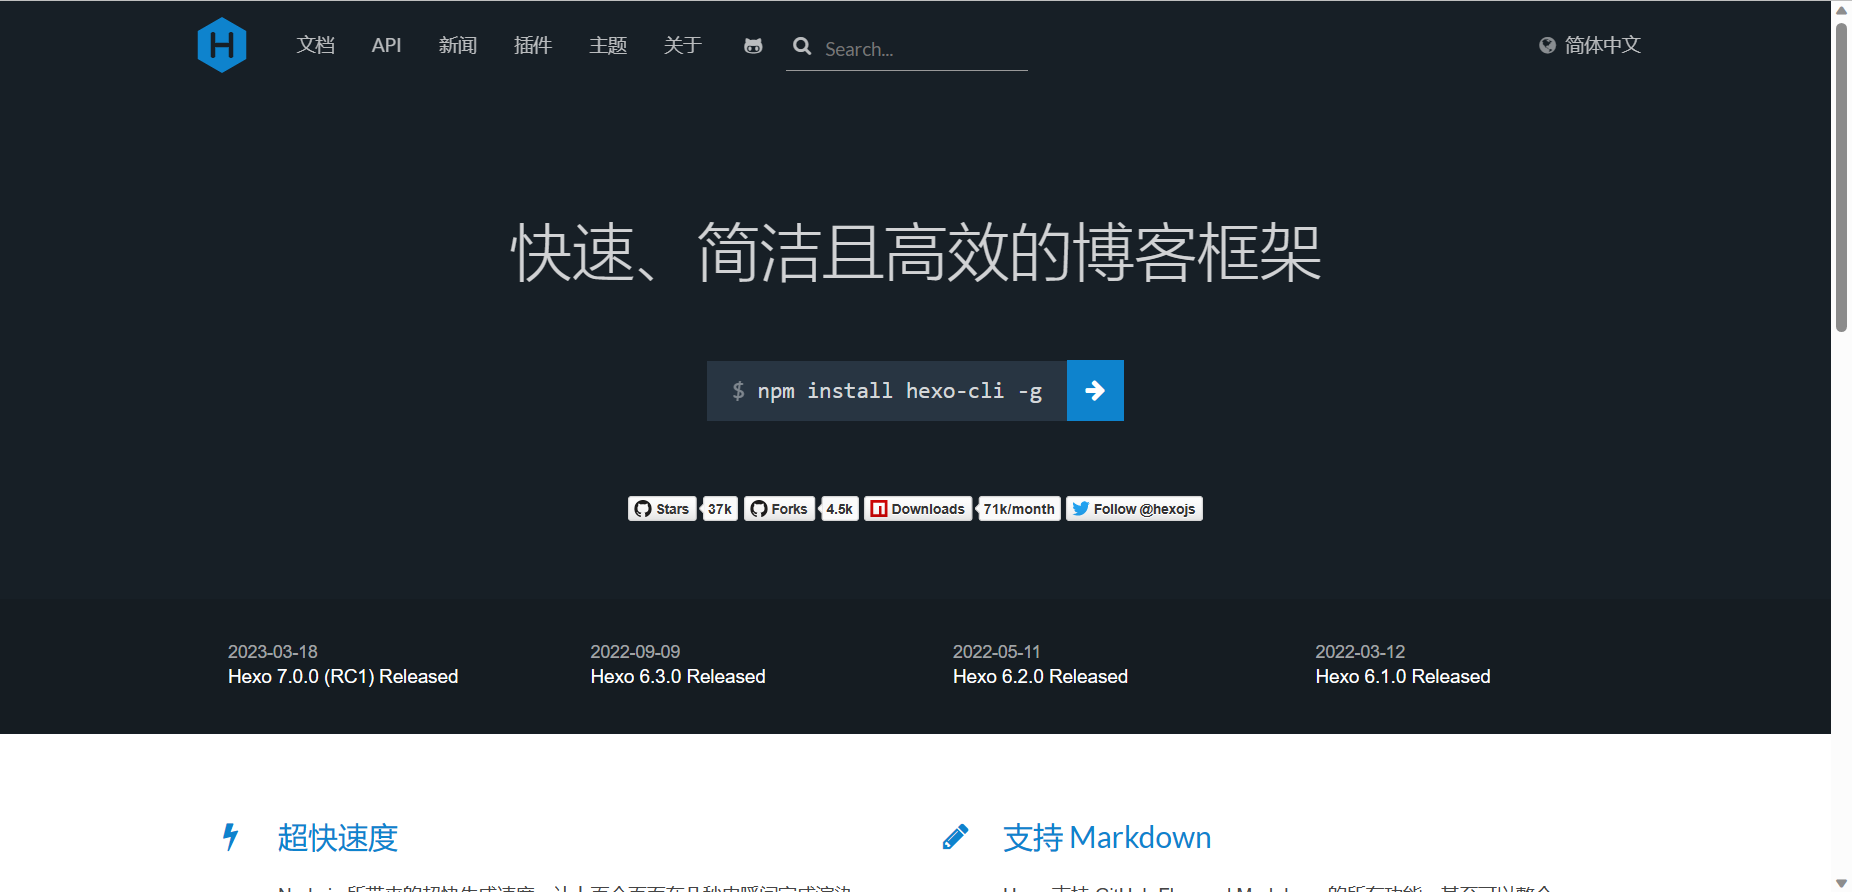 H 文档 API 新闻 插件 主题 关于 Search... 简体中文
快速、简洁且高效的博客框架
$ npm install hexo-cli -g
Stars 37k Forks 4.5k Downloads 71k/month Follow @hexojs
2023-03-18 2022-09-09 2022-05-11 2022-03-12
Hexo 7.0.0 (RC1) Released Hexo 6.3.0 Released Hexo 6.2.0 Released Hexo 6.1.0 Released
超快速度 支持 Markdown